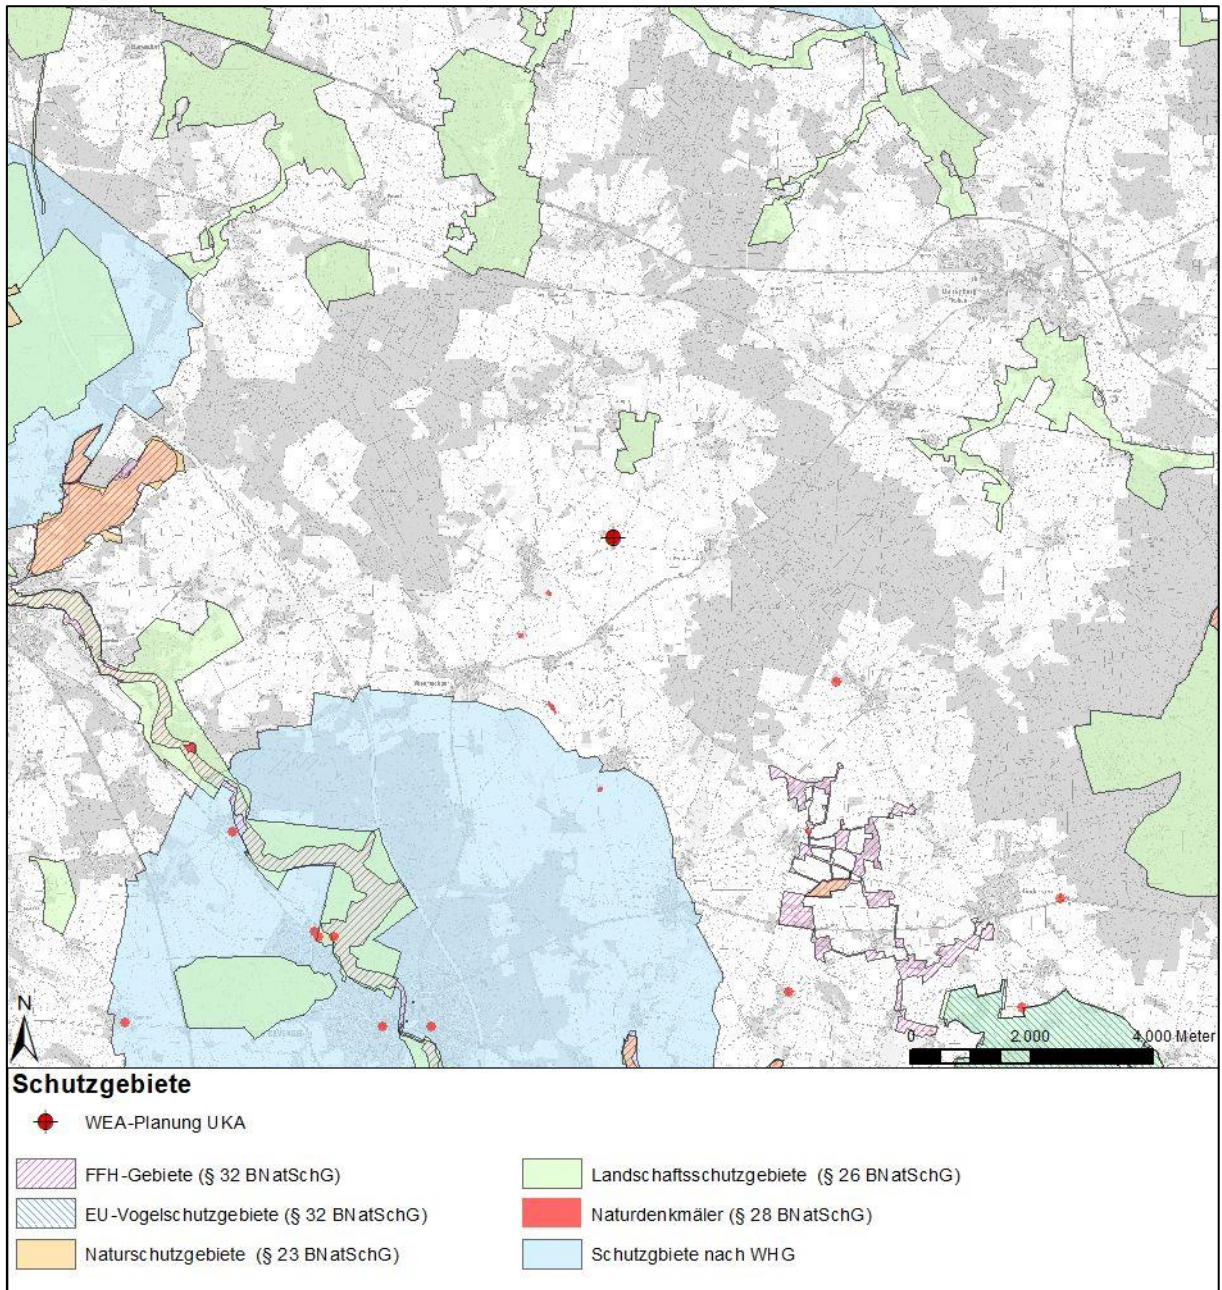 N
0 2 000 4 000 Meter
Schutzgebiete
WEA-Planung UKA
FFH-Gebiete (§ 32 BNatSchG)
EU-Vogelschutzgebiete (§ 32 BNatSchG)
Naturschutzgebiete (§ 23 BNatSchG)
Landschaftsschutzgebiete (§ 26 BNatSchG)
Naturdenkmäler (§ 28 BNatSchG)
Schutzgbiete nach WHG